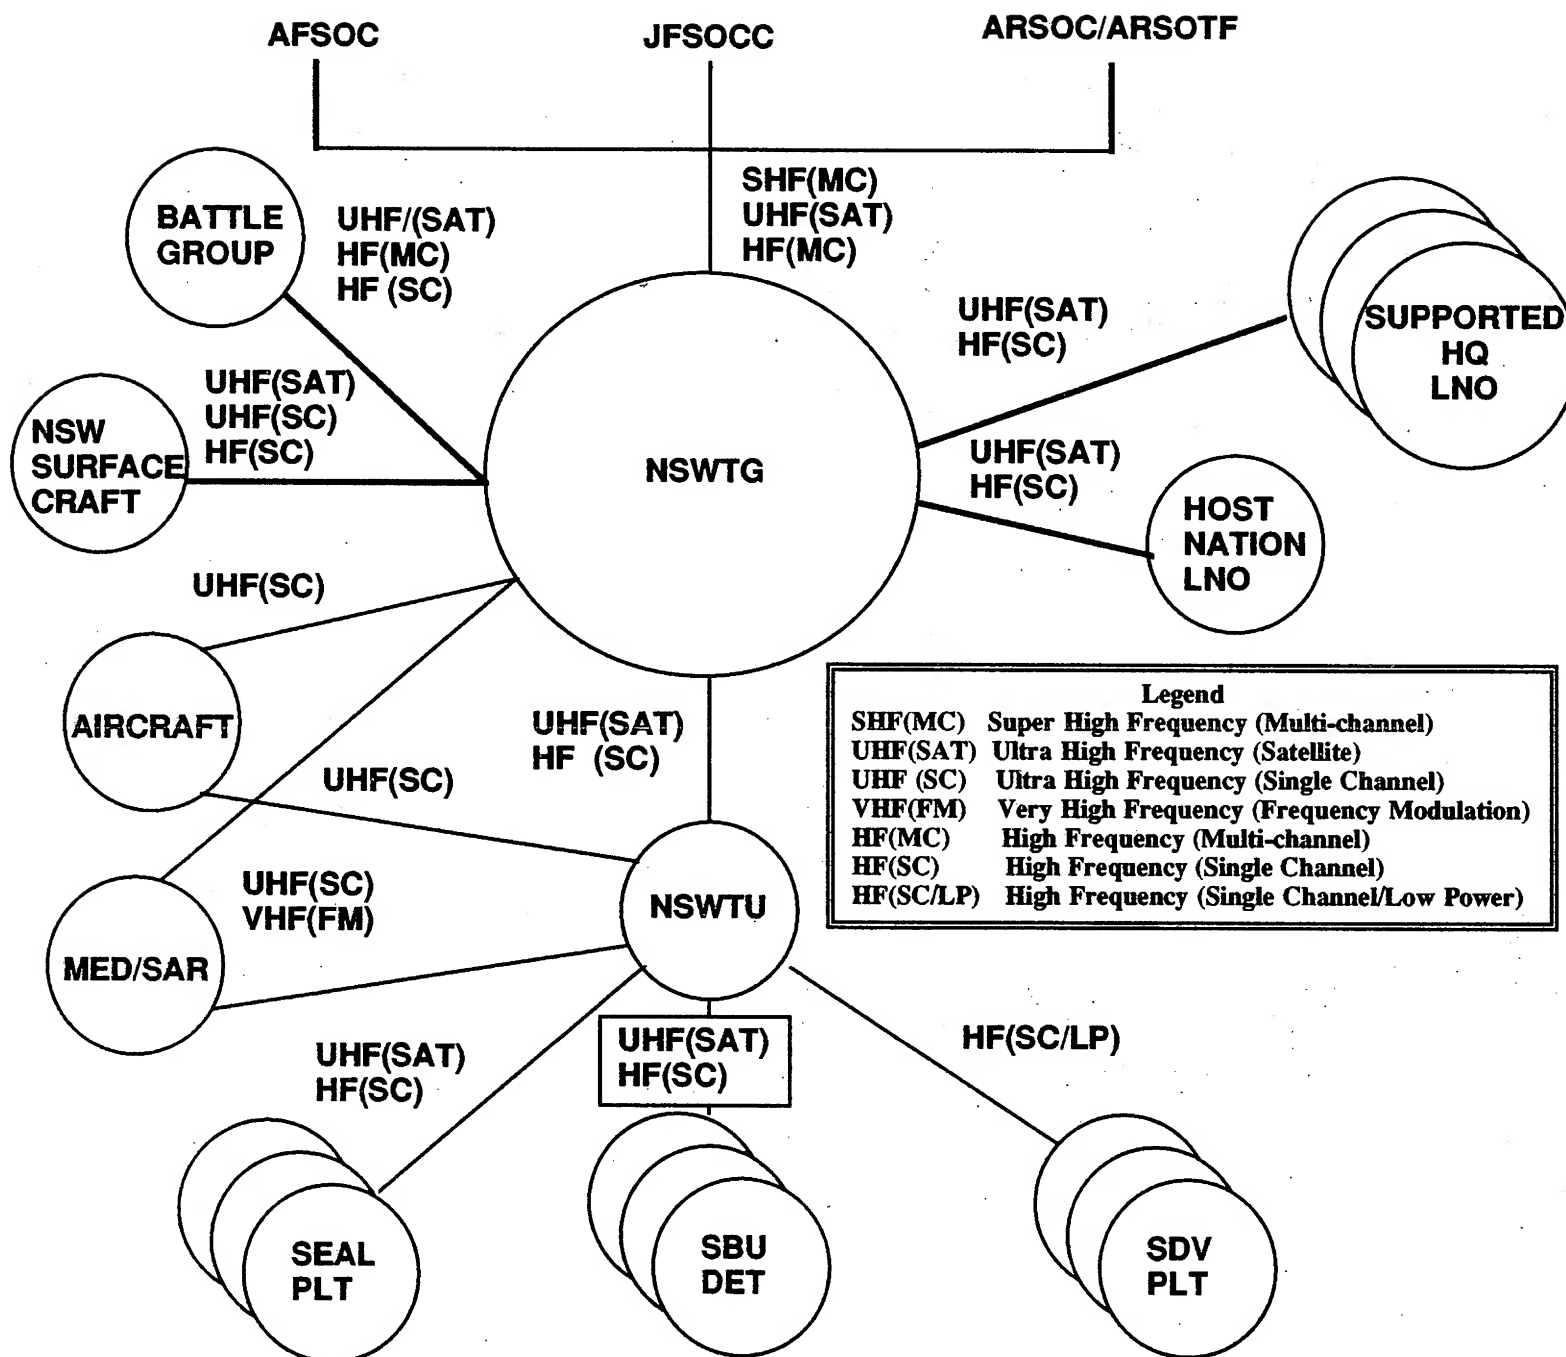 AFSOC
JFSOCC
ARSOC/ARSOTF
SHF(MC)
UHF(SAT)
HF(MC)
BATTLE
GROUP
UHF/(SAT)
HF(MC)
HF (SC)
UHF(SAT)
HF(SC)
SUPPORTED
HQ
LNO
UHF(SAT)
UHF(SC)
HF(SC)
NSW
SURFACE
CRAFT
NSWTG
UHF(SAT)
HF(SC)
HOST
NATION
LNO
UHF(SC)
AIRCRAFT
UHF(SAT)
HF (SC)
UHF(SC)
Legend
SHF(MC) Super High Frequency (Multi-channel)
UHF(SAT) Ultra High Frequency (Satellite)
UHF (SC) Ultra High Frequency (Single Channel)
VHF(FM) Very High Frequency (Frequency Modulation)
HF(MC) High Frequency (Multi-channel)
HF(SC) High Frequency (Single Channel)
HF(SC/LP) High Frequency (Single Channel/Low Power)
UHF(SC)
VHF(FM)
NSWTU
MED/SAR
UHF(SAT)
HF(SC)
UHF(SAT)
HF(SC)
HF(SC/LP)
SEAL
PLT
SBU
DET
SDV
PLT